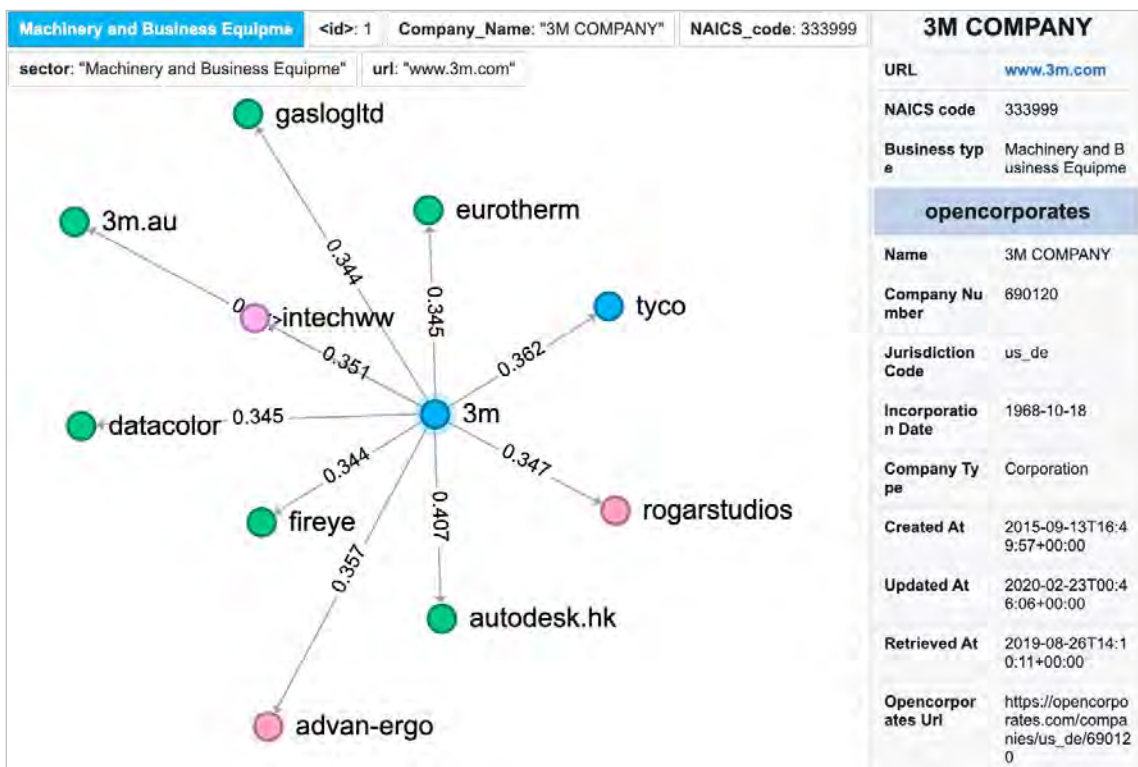 Machinery and Business Equipme <id>: 1 Company_Name: "3M COMPANY" NAICS_code: 333999
sector: "Machinery and Business Equipme" url: "www.3m.com"
gaslogltd
3m.au
eurotherm
0.344
0.345
>intechww
tyco
0.351
0.362
datacolor
0.345
3m
0.344
0.347
fireye
0.407
rogarstudios
0.357
autodesk.hk
advan-ergo
3M COMPANY
URL www.3m.com
NAICS code 333999
Business typ Machinery and B
e usiness Equipme
opencorporates
Name 3M COMPANY
Company Nu 690120
mber
Jurisdiction us_de
Code
Incorporatio 1968-10-18
n Date
Company Ty Corporation
pe
Created At 2015-09-13T16:4
9:57+00:00
Updated At 2020-02-23T00:4
6:06+00:00
Retrieved At 2019-08-26T14:1
0:11+00:00
Opencorpor https://opencorpo
ates Url rates.com/compa
nies/us_de/69012
0